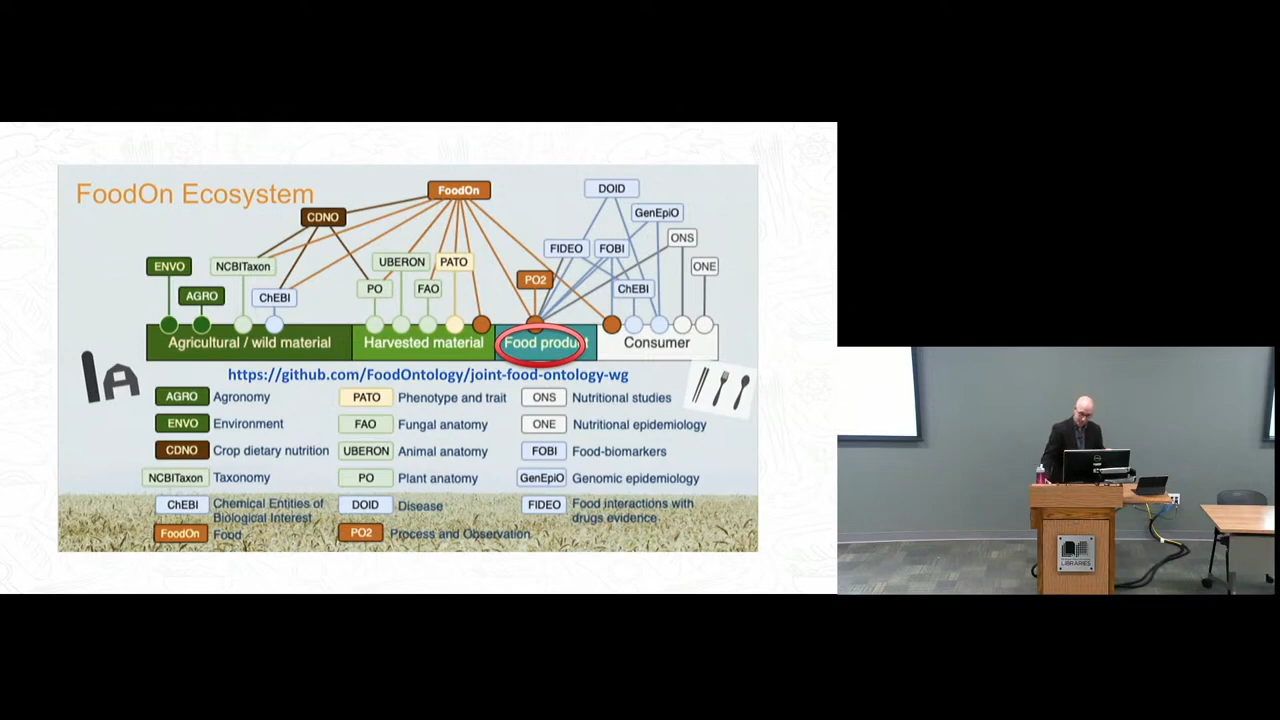 FoodOn Ecosystem
FoodOn
DOID
CDNO
GenEpiO
ONS
FIDEO
FOBI
ENVO
NCBITaxon
UBERON
PATO
ONE
PO2
AGRO
ChEBI
PO
FAO
ChEBI
Agricultural / wild material
Harvested material
Food product
Consumer
https://github.com/FoodOntology/joint-food-ontology-wg
AGRO Agronomy
ENVO Environment
CDNO Crop dietary nutrition
NCBITaxon Taxonomy
ChEBI Chemical Entities of
Biological Interest
FoodOn Food
PATO Phenotype and trait
FAO Fungal anatomy
UBERON Animal anatomy
PO Plant anatomy
DOID Disease
PO2 Process and Observation
ONS Nutritional studies
ONE Nutritional epidemiology
FOBI Food-biomarkers
GenEpiO Genomic epidemiology
FIDEO Food interactions with
drugs evidence
LIBRARIES